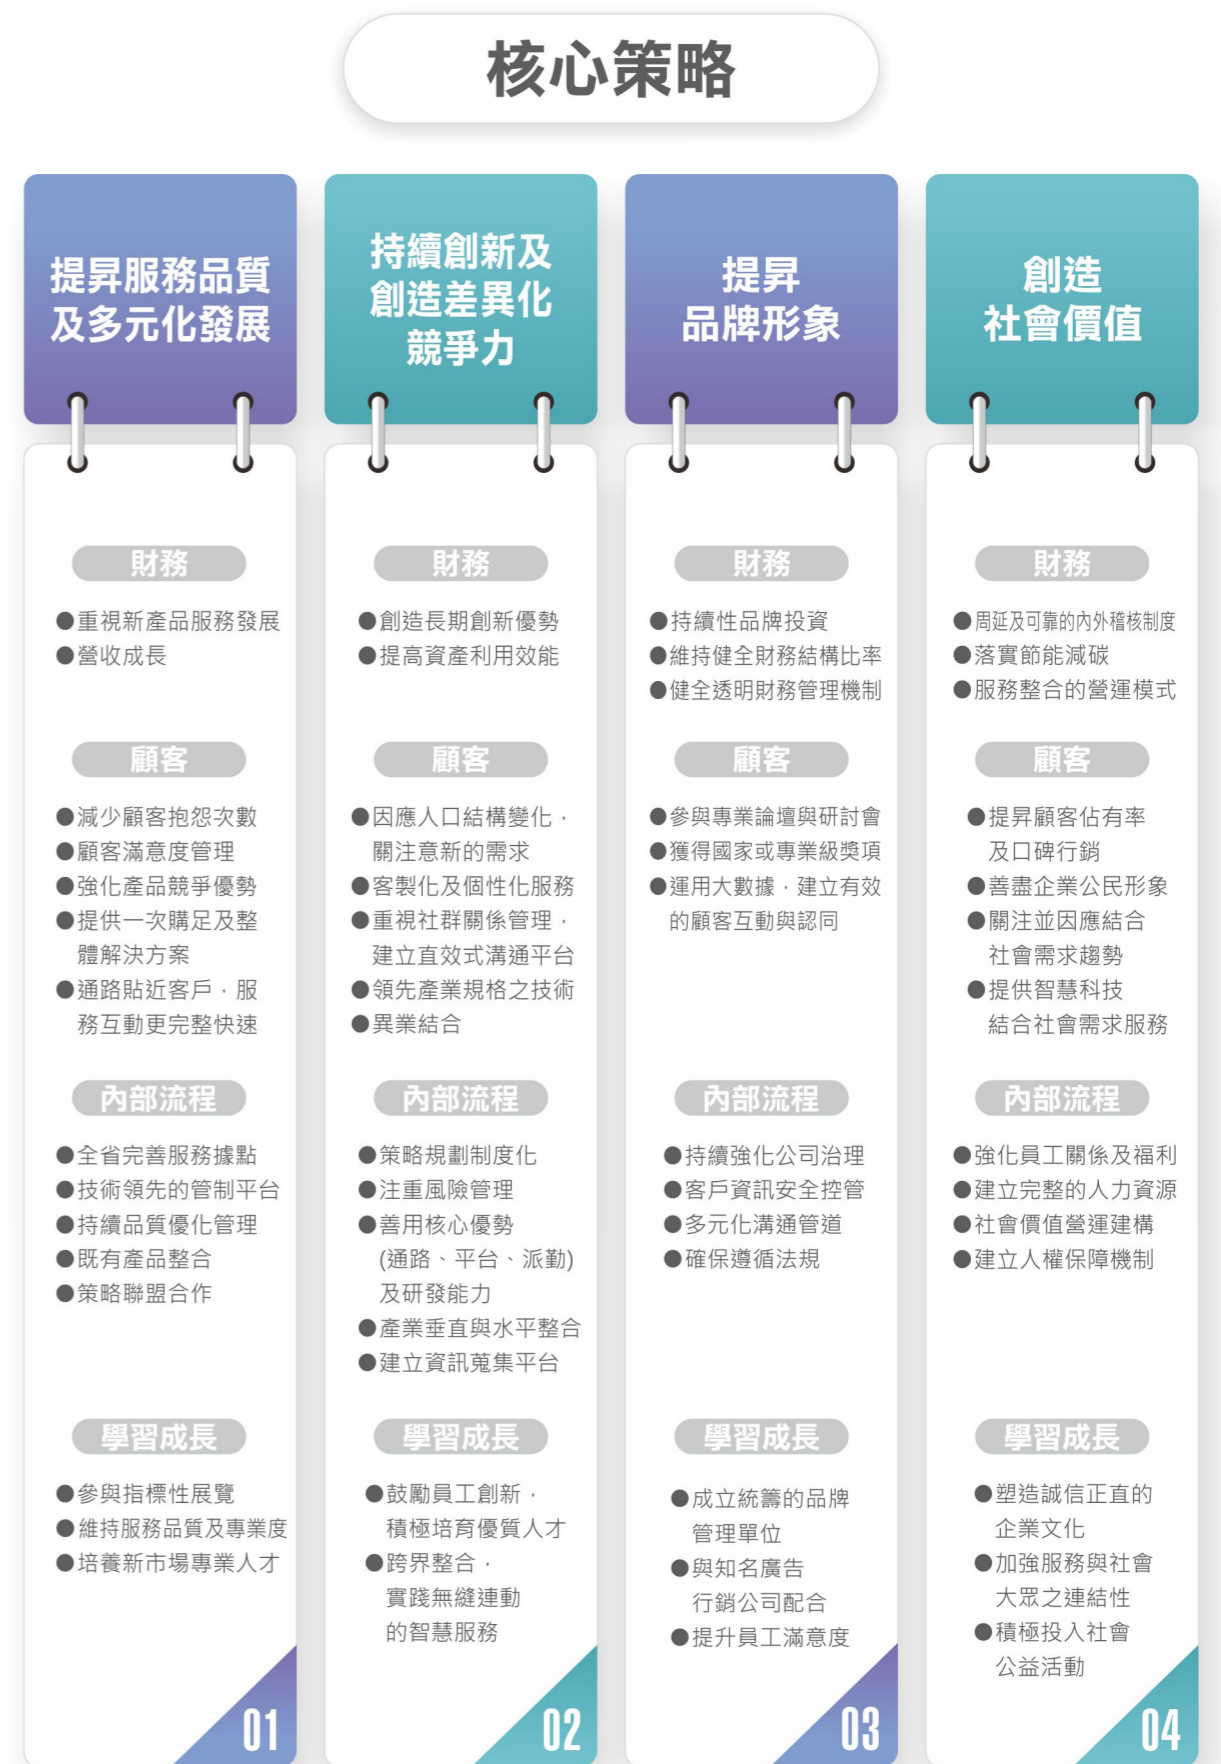 核心策略
提昇服務品質
及多元化發展
財務
●重視新產品服務發展
●營收成長
顧客
●減少顧客抱怨次數
●顧客滿意度管理
●強化產品競爭優勢
●提供一次購足及整
體解決方案
●通路貼近客戶，服
務互動更完整快速
內部流程
●全省完善服務據點
●技術領先的管制平台
●持續品質優化管理
●既有產品整合
●策略聯盟合作
學習成長
●參與指標性展覽
●維持服務品質及專業度
●培養新市場專業人才
01
持續創新及
創造差異化
競爭力
財務
●創造長期創新優勢
●提高資產利用效能
顧客
●因應人口結構變化，
關注意新的需求
●客製化及個性化服務
●重視社群關係管理，
建立直效式溝通平台
●領先產業規格之技術
●異業結合
內部流程
●策略規劃制度化
●注重風險管理
●善用核心優勢
(通路、平台、派勤)
及研發能力
●產業垂直與水平整合
●建立資訊蒐集平台
學習成長
●鼓勵員工創新，
積極培育優質人才
●跨界整合，
實踐無縫連動
的智慧服務
02
提昇
品牌形象
財務
●持續性品牌投資
●維持健全財務結構比率
●健全透明財務管理機制
顧客
●參與專業論壇與研討會
●獲得國家或專業級獎項
●運用大數據，建立有效
的顧客互動與認同
內部流程
●持續強化公司治理
●客戶資訊安全控管
●多元化溝通管道
●確保遵循法規
學習成長
●成立統籌的品牌
管理單位
●與知名廣告
行銷公司配合
●提升員工滿意度
03
創造
社會價值
財務
●周延及可靠的內外稽核制度
●落實節能減碳
●服務整合的營運模式
顧客
●提昇顧客佔有率
及口碑行銷
●善盡企業公民形象
●關注並因應結合
社會需求趨勢
●提供智慧科技
結合社會需求服務
內部流程
●強化員工關係及福利
●建立完整的人力資源
●社會價值營運建構
●建立人權保障機制
學習成長
●塑造誠信正直的
企業文化
●加強服務與社會
大眾之連結性
●積極投入社會
公益活動
04